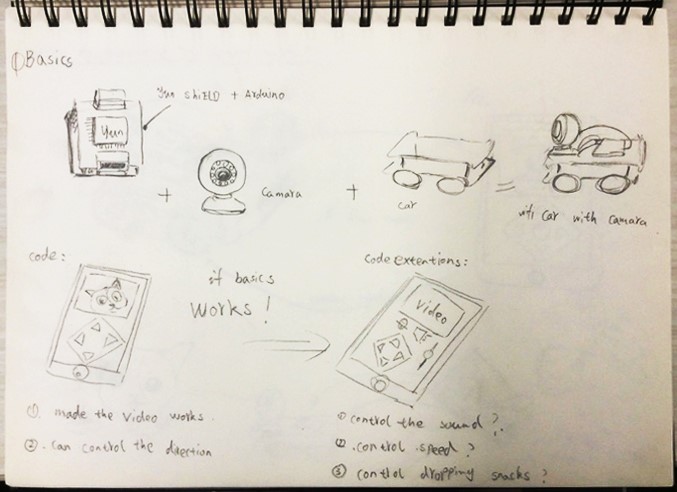 ① Basics
Yun SHIELD + Arduino
Yun
+
Camara
+
car
=
wifi car with camara
code:
if basics
works!
code extentions:
Video
①. made the video works.
②. can control the direction
① control the sound?
②. control speed?
③ control dropping snacks?